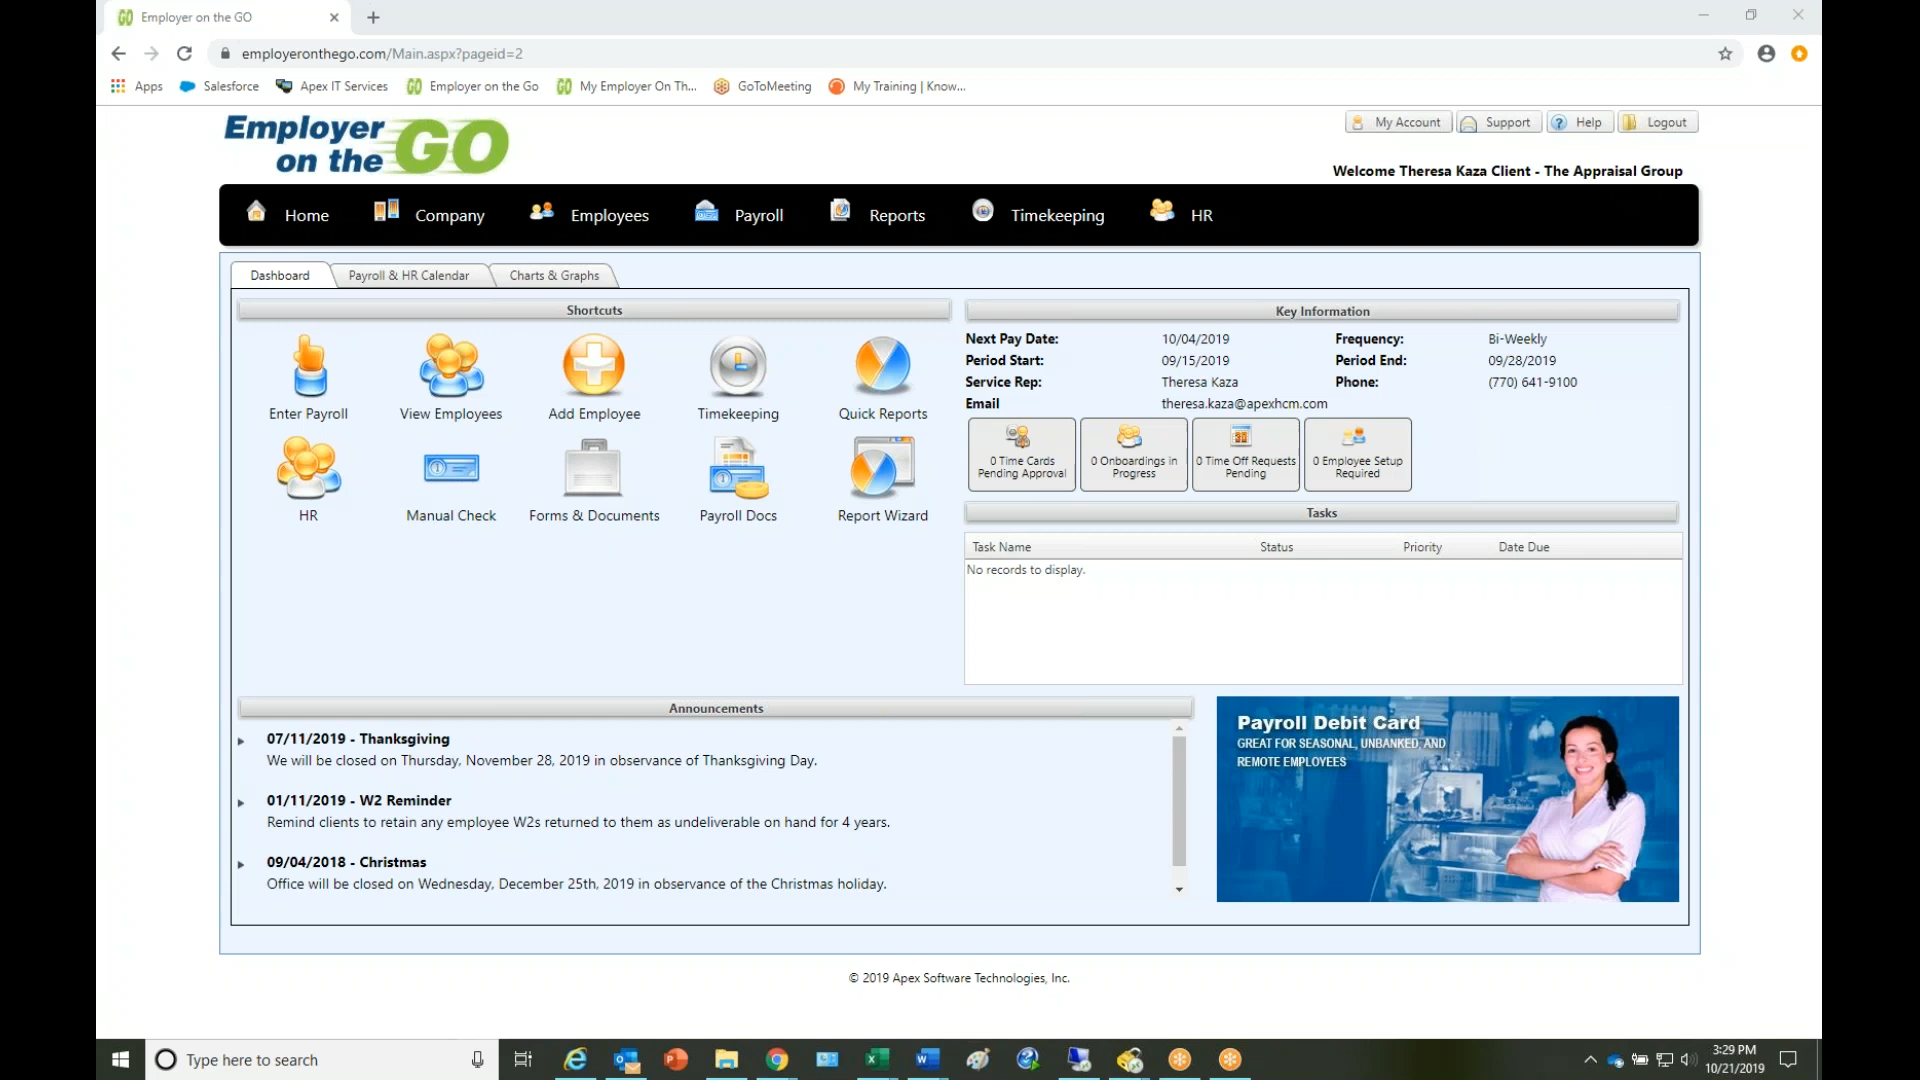 Employer on the GO
employeronthego.com/Main.aspx?pageid=2
Apps Salesforce Apex IT Services Employer on the Go My Employer On Th... GoToMeeting My Training | Know...
Employer on the GO
My Account Support Help Logout
Welcome Theresa Kaza Client - The Appraisal Group
Home Company Employees Payroll Reports Timekeeping HR
Dashboard Payroll & HR Calendar Charts & Graphs
Shortcuts
Enter Payroll View Employees Add Employee Timekeeping Quick Reports
HR Manual Check Forms & Documents Payroll Docs Report Wizard
Key Information
Next Pay Date: 10/04/2019 Frequency: Bi-Weekly
Period Start: 09/15/2019 Period End: 09/28/2019
Service Rep: Theresa Kaza Phone: (770) 641-9100
Email theresa.kaza@apexhcm.com
0 Time Cards Pending Approval
0 Onboardings in Progress
0 Time Off Requests Pending
0 Employee Setup Required
Tasks
Task Name Status Priority Date Due
No records to display.
Announcements
07/11/2019 - Thanksgiving
We will be closed on Thursday, November 28, 2019 in observance of Thanksgiving Day.
01/11/2019 - W2 Reminder
Remind clients to retain any employee W2s returned to them as undeliverable on hand for 4 years.
09/04/2018 - Christmas
Office will be closed on Wednesday, December 25th, 2019 in observance of the Christmas holiday.
Payroll Debit Card
GREAT FOR SEASONAL, UNBANKED AND
REMOTE EMPLOYEES
© 2019 Apex Software Technologies, Inc.
Type here to search
3:29 PM
10/21/2019